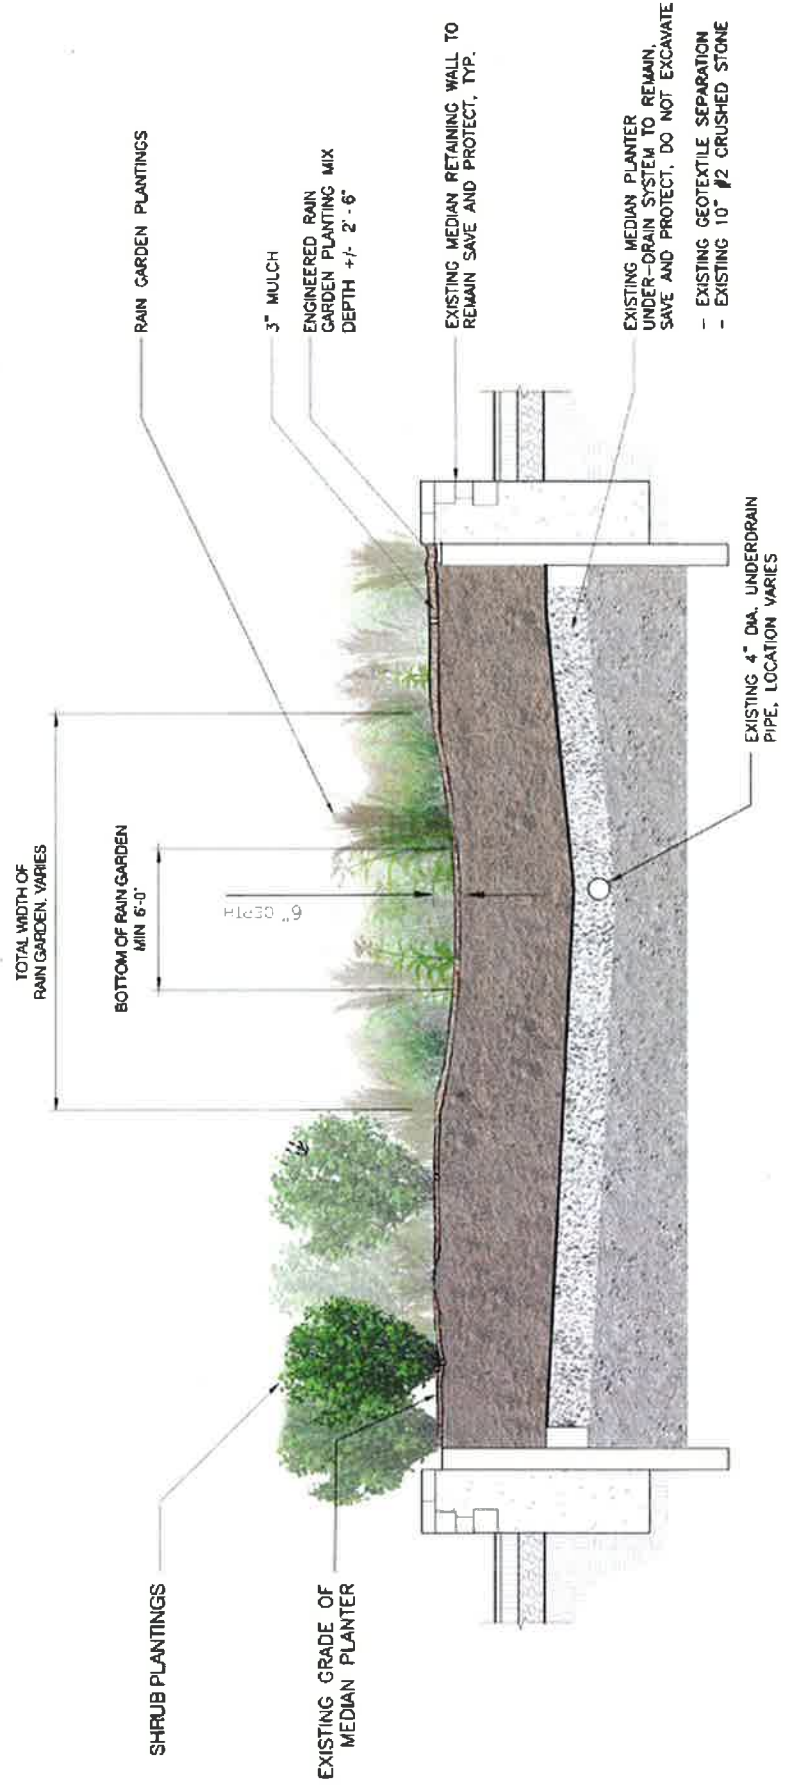 TOTAL WIDTH OF
RAIN GARDEN, VARIES
BOTTOM OF RAIN GARDEN
MIN 6'-0"
6" DEPTH
RAIN GARDEN PLANTINGS
3" MULCH
ENGINEERED RAIN
GARDEN PLANTING MIX
DEPTH +/- 2'-6"
EXISTING MEDIAN RETAINING WALL TO
REMAIN SAVE AND PROTECT, TYP.
EXISTING MEDIAN PLANTER
UNDER-DRAIN SYSTEM TO REMAIN,
SAVE AND PROTECT, DO NOT EXCAVATE
- EXISTING GEOTEXTILE SEPARATION
- EXISTING 10" #2 CRUSHED STONE
EXISTING 4" DIA. UNDERDRAIN
PIPE, LOCATION VARIES
SHRUB PLANTINGS
EXISTING GRADE OF
MEDIAN PLANTER